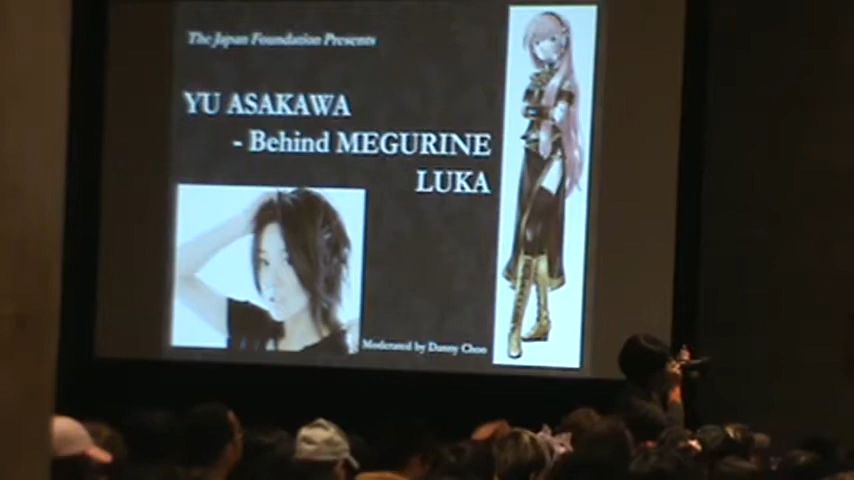 The Japan Foundation Presents
YU ASAKAWA
- Behind MEGURINE
LUKA
Moderated by Danny Choo